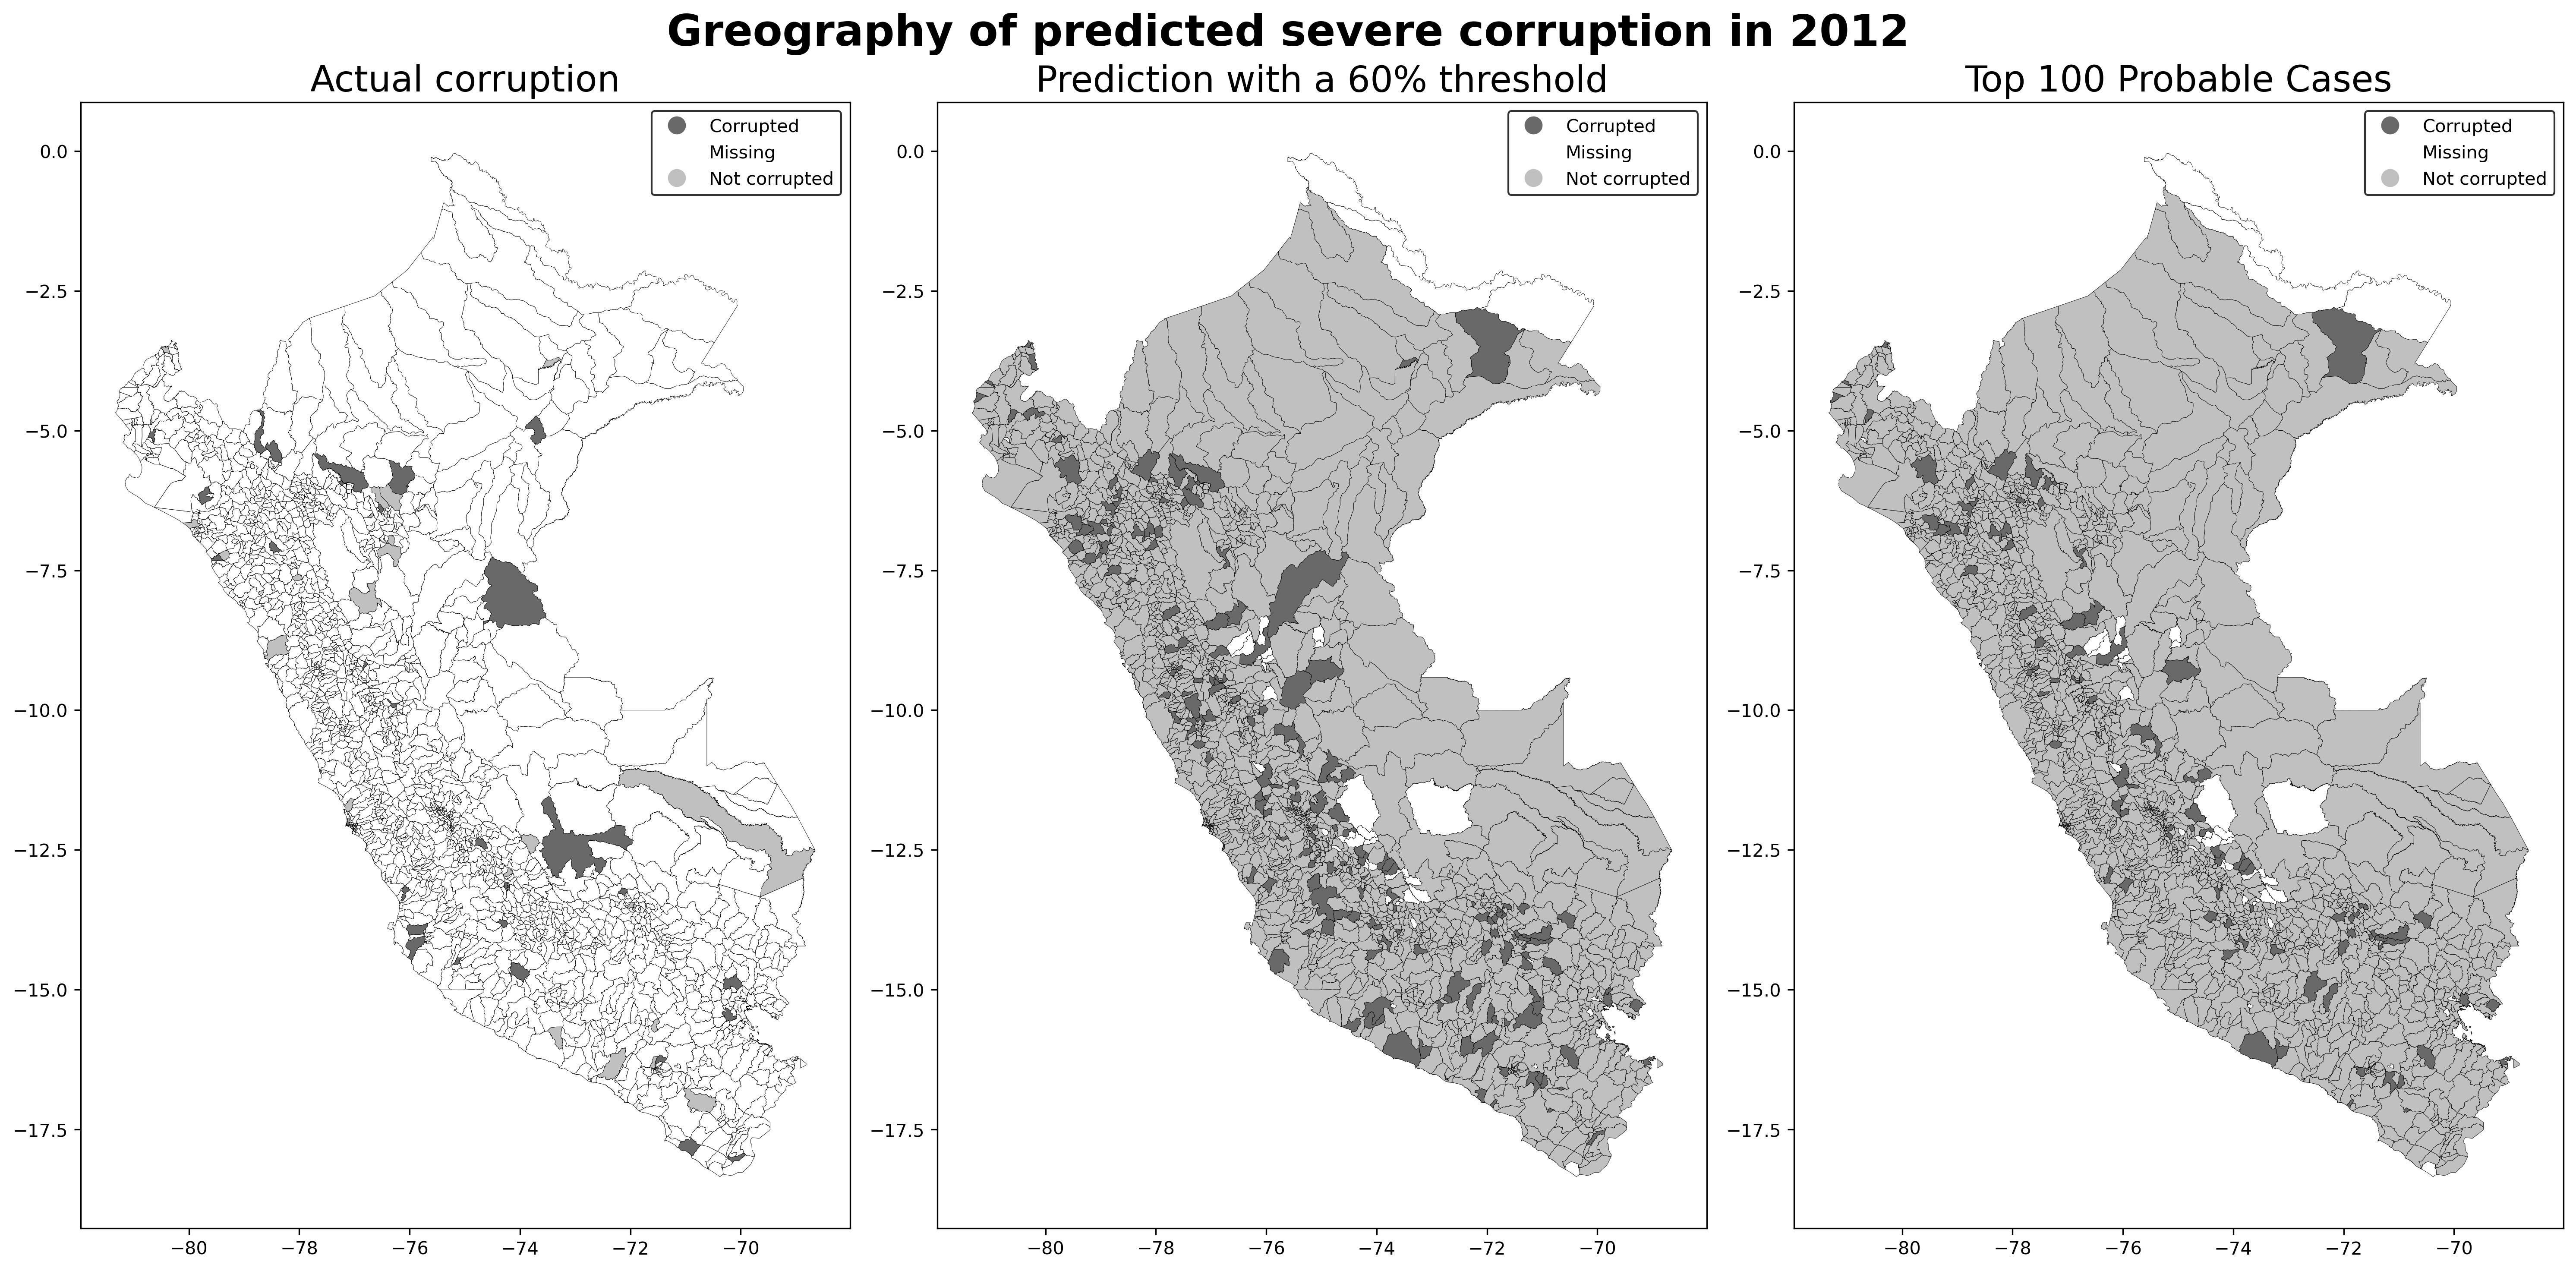 Greography of predicted severe corruption in 2012
Actual corruption
Corrupted
Missing
Not corrupted
0.0
−2.5
−5.0
−7.5
−10.0
−12.5
−15.0
−17.5
−80 −78 −76 −74 −72 −70
Prediction with a 60% threshold
Corrupted
Missing
Not corrupted
0.0
−2.5
−5.0
−7.5
−10.0
−12.5
−15.0
−17.5
−80 −78 −76 −74 −72 −70
Top 100 Probable Cases
Corrupted
Missing
Not corrupted
0.0
−2.5
−5.0
−7.5
−10.0
−12.5
−15.0
−17.5
−80 −78 −76 −74 −72 −70